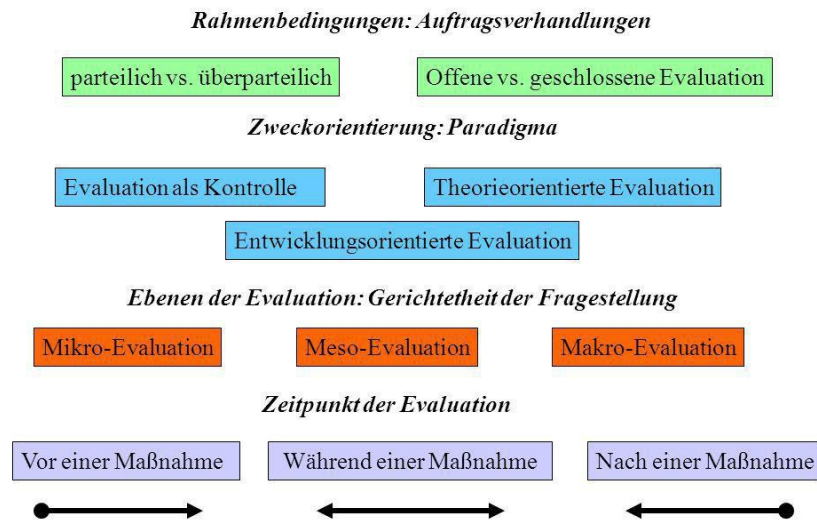 Rahmenbedingungen: Auftragsverhandlungen
parteilich vs. überparteilich
Offene vs. geschlossene Evaluation
Zweckorientierung: Paradigma
Evaluation als Kontrolle
Theorieorientierte Evaluation
Entwicklungsorientierte Evaluation
Ebenen der Evaluation: Gerichtetheit der Fragestellung
Mikro-Evaluation
Meso-Evaluation
Makro-Evaluation
Zeitpunkt der Evaluation
Vor einer Maßnahme
Während einer Maßnahme
Nach einer Maßnahme